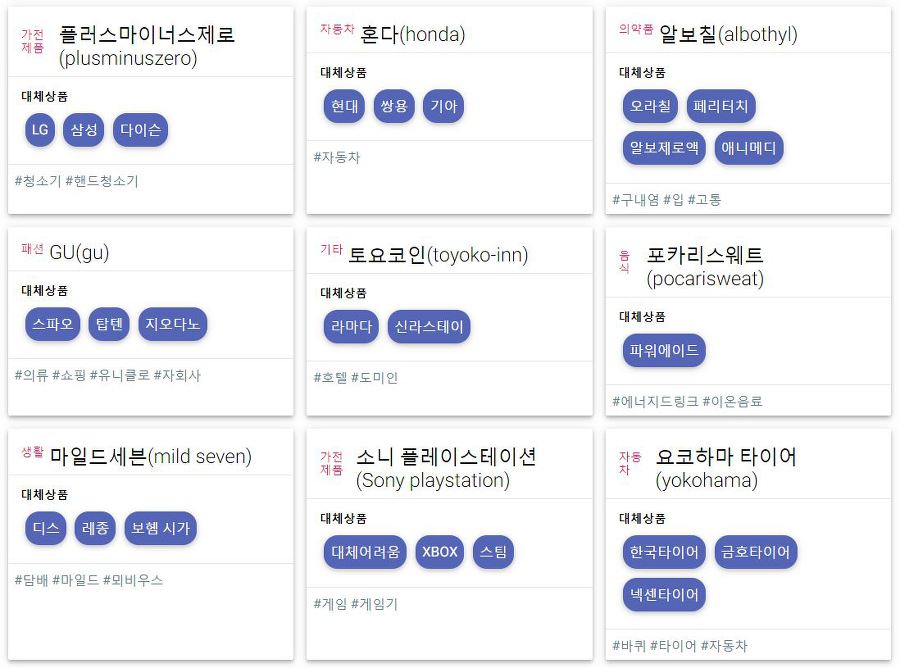 가전
제품
플러스마이너스제로
(plusminuszero)
대체상품
LG 삼성 다이슨
#청소기 #핸드청소기
자동차 혼다(honda)
대체상품
현대 쌍용 기아
#자동차
의약품 알보칠(albothyl)
대체상품
오라칠 페리터치
알보제로액 애니메디
#구내염 #입 #고통
패션 GU(gu)
대체상품
스파오 탑텐 지오다노
#의류 #쇼핑 #유니클로 #자회사
기타 토요코인(toyoko-inn)
대체상품
라마다 신라스테이
#호텔 #도미인
음
식
포카리스웨트
(pocarisweat)
대체상품
파워에이드
#에너지드링크 #이온음료
생활 마일드세븐(mild seven)
대체상품
디스 레종 보헴 시가
#담배 #마일드 #뫼비우스
가전
제품
소니 플레이스테이션
(Sony playstation)
대체상품
대체어려움 XBOX 스팀
#게임 #게임기
자동
차
요코하마 타이어
(yokohama)
대체상품
한국타이어 금호타이어
넥센타이어
#바퀴 #타이어 #자동차